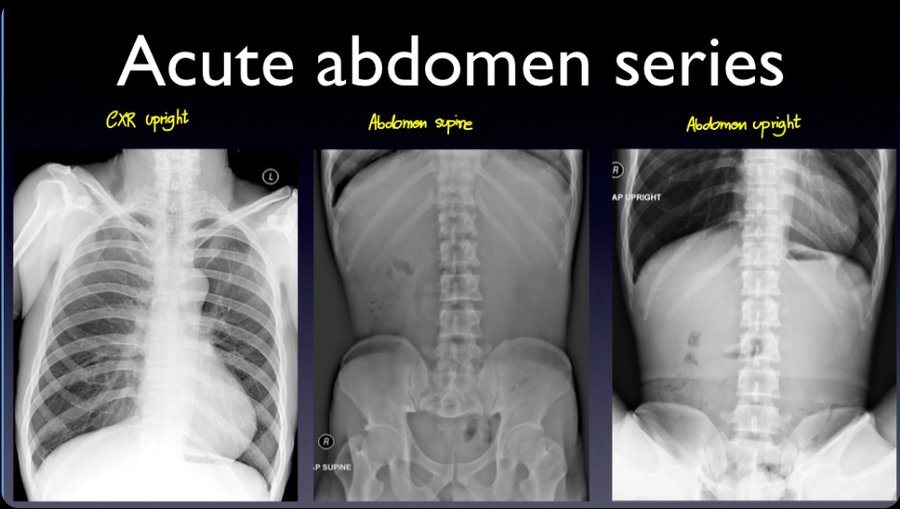 Acute abdomen series
CXR upright
Abdomen supine
Abdomen upright
L
R
AP SUPINE
R
AP UPRIGHT